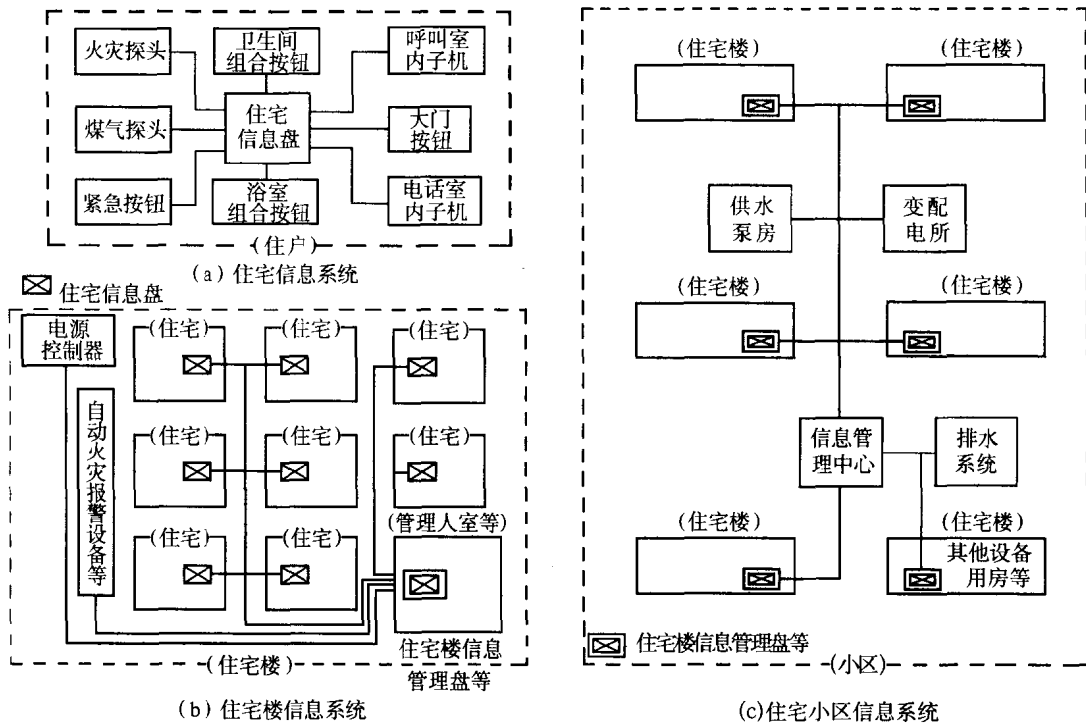 火灾探头
卫生间
组合按钮
呼叫室
内子机
煤气探头
住宅
信息盘
大门
按钮
紧急按钮
浴室
组合按钮
电话室
内子机
(住户)
(a)住宅信息系统
住宅信息盘
电源
控制器
(住宅)
(住宅)
(住宅)
自动火灾报警设备等
(住宅)
(住宅)
(住宅)
(住宅)
(住宅)
(管理人室等)
住宅楼信息
管理盘等
(住宅楼)
(b)住宅楼信息系统
(住宅楼)
(住宅楼)
供水
泵房
变配
电所
(住宅楼)
(住宅楼)
信息管
理中心
排水
系统
(住宅楼)
(住宅楼)
其他设备
用房等
住宅楼信息管理盘等
(小区)
(c)住宅小区信息系统